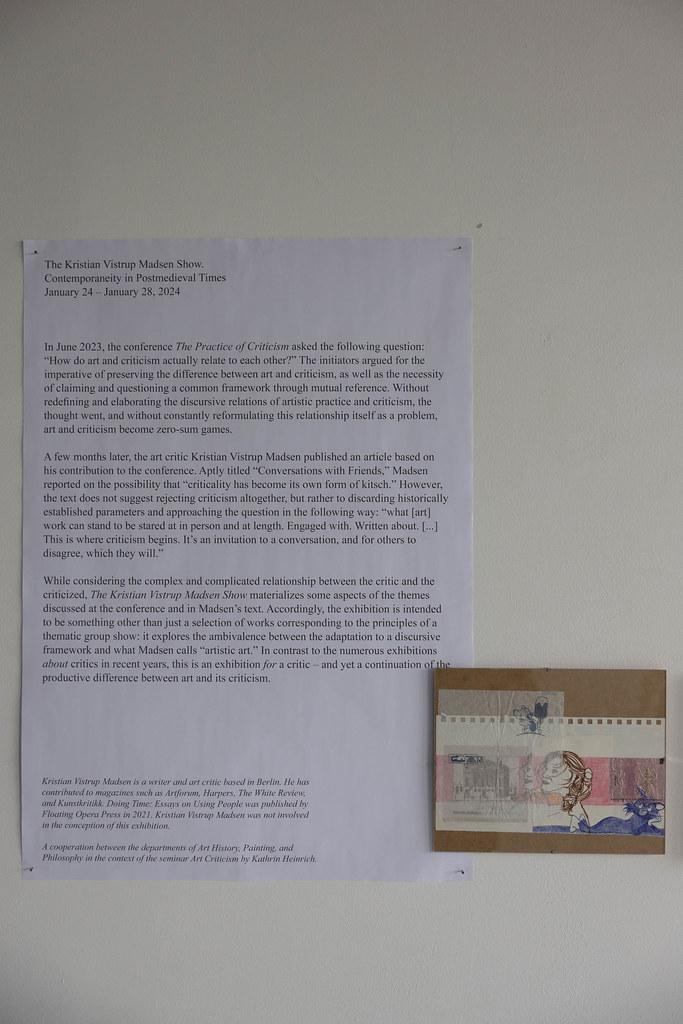 The Kristian Vistrup Madsen Show.
Contemporaneity in Postmedieval Times
January 24 – January 28, 2024
In June 2023, the conference The Practice of Criticism asked the following question:
“How do art and criticism actually relate to each other?” The initiators argued for the
imperative of preserving the difference between art and criticism, as well as the necessity
of claiming and questioning a common framework through mutual reference. Without
redefining and elaborating the discursive relations of artistic practice and criticism, the
thought went, and without constantly reformulating this relationship itself as a problem,
art and criticism become zero-sum games.
A few months later, the art critic Kristian Vistrup Madsen published an article based on
his contribution to the conference. Aptly titled “Conversations with Friends,” Madsen
reported on the possibility that “criticality has become its own form of kitsch.” However,
the text does not suggest rejecting criticism altogether, but rather to discarding historically
established parameters and approaching the question in the following way: “what [art]
work can stand to be stared at in person and at length. Engaged with. Written about. [...]
This is where criticism begins. It’s an invitation to a conversation, and for others to
disagree, which they will.”
While considering the complex and complicated relationship between the critic and the
criticized, The Kristian Vistrup Madsen Show materializes some aspects of the themes
discussed at the conference and in Madsen’s text. Accordingly, the exhibition is intended
to be something other than just a selection of works corresponding to the principles of a
thematic group show: it explores the ambivalence between the adaptation to a discursive
framework and what Madsen calls “artistic art.” In contrast to the numerous exhibitions
about critics in recent years, this is an exhibition for a critic – and yet a continuation of the
productive difference between art and its criticism.
Kristian Vistrup Madsen is a writer and art critic based in Berlin. He has
contributed to magazines such as Artforum, Harpers, The White Review,
and Kunstkritikk. Doing Time: Essays on Using People was published by
Floating Opera Press in 2021. Kristian Vistrup Madsen was not involved
in the conception of this exhibition.
A cooperation between the departments of Art History, Painting, and
Philosophy in the context of the seminar Art Criticism by Kathrin Heinrich.